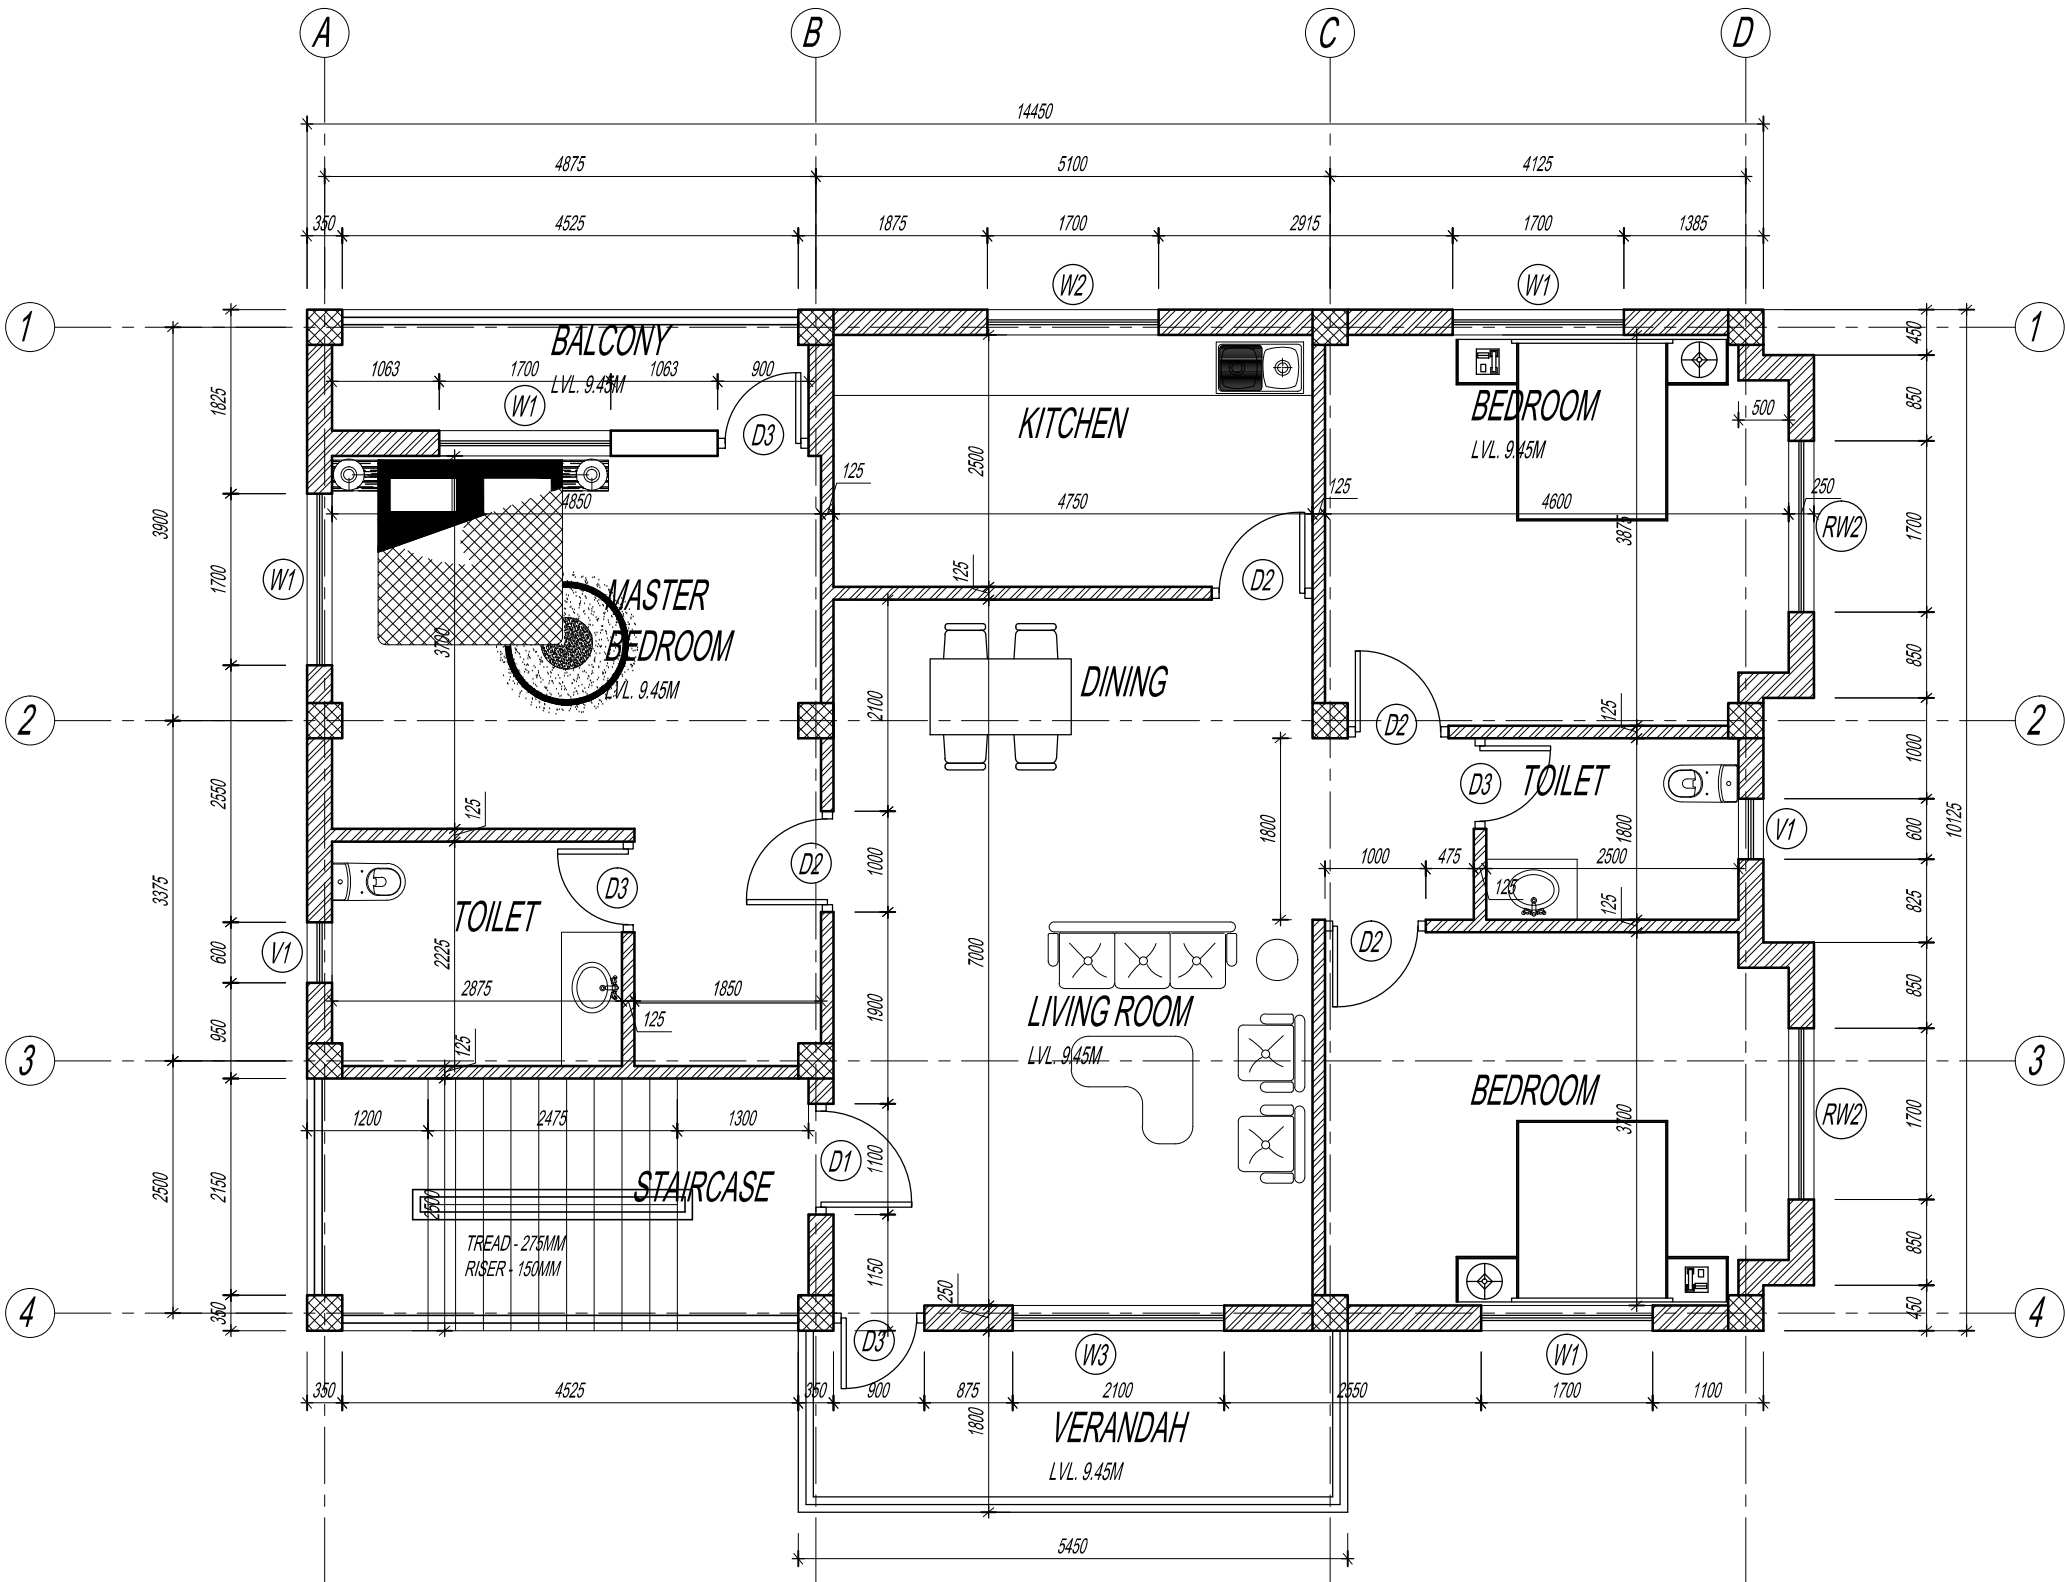 A B C D
14450
4875 5100 4125
350 4525 1875 1700 2915 1700 1385
W2 W1
1 1
BALCONY
LVL. 9.45M
1063 1700 1063 900
W1 D3
KITCHEN
BEDROOM
LVL. 9.45M
500
450
850
1825
125 125 250
4850 4750 4600
2500
3875
RW2
1700
3900
1700
W1
125
D2
MASTER
BEDROOM
LVL. 9.45M
3700
850
DINING
2100
125
2 2
D2
1000
10125
D3
TOILET
2550
125
1800
1800
600
V1
D2
1000
1000 475 2500
3375
D3
125
125
825
TOILET
2225
600
V1
D2
7000
850
2875 1850
125
1900
950
LIVING ROOM
LVL. 9.45M
125
3 3
BEDROOM
3700
1700
RW2
1200 2475 1300
D1
1100
2500
2150
STAIRCASE
2500
TREAD - 275MM
RISER - 150MM
1150
250
850
350
450
4 4
D3 W3 W1
350 4525 350 900 875 2100 2550 1700 1100
1800
VERANDAH
LVL. 9.45M
5450